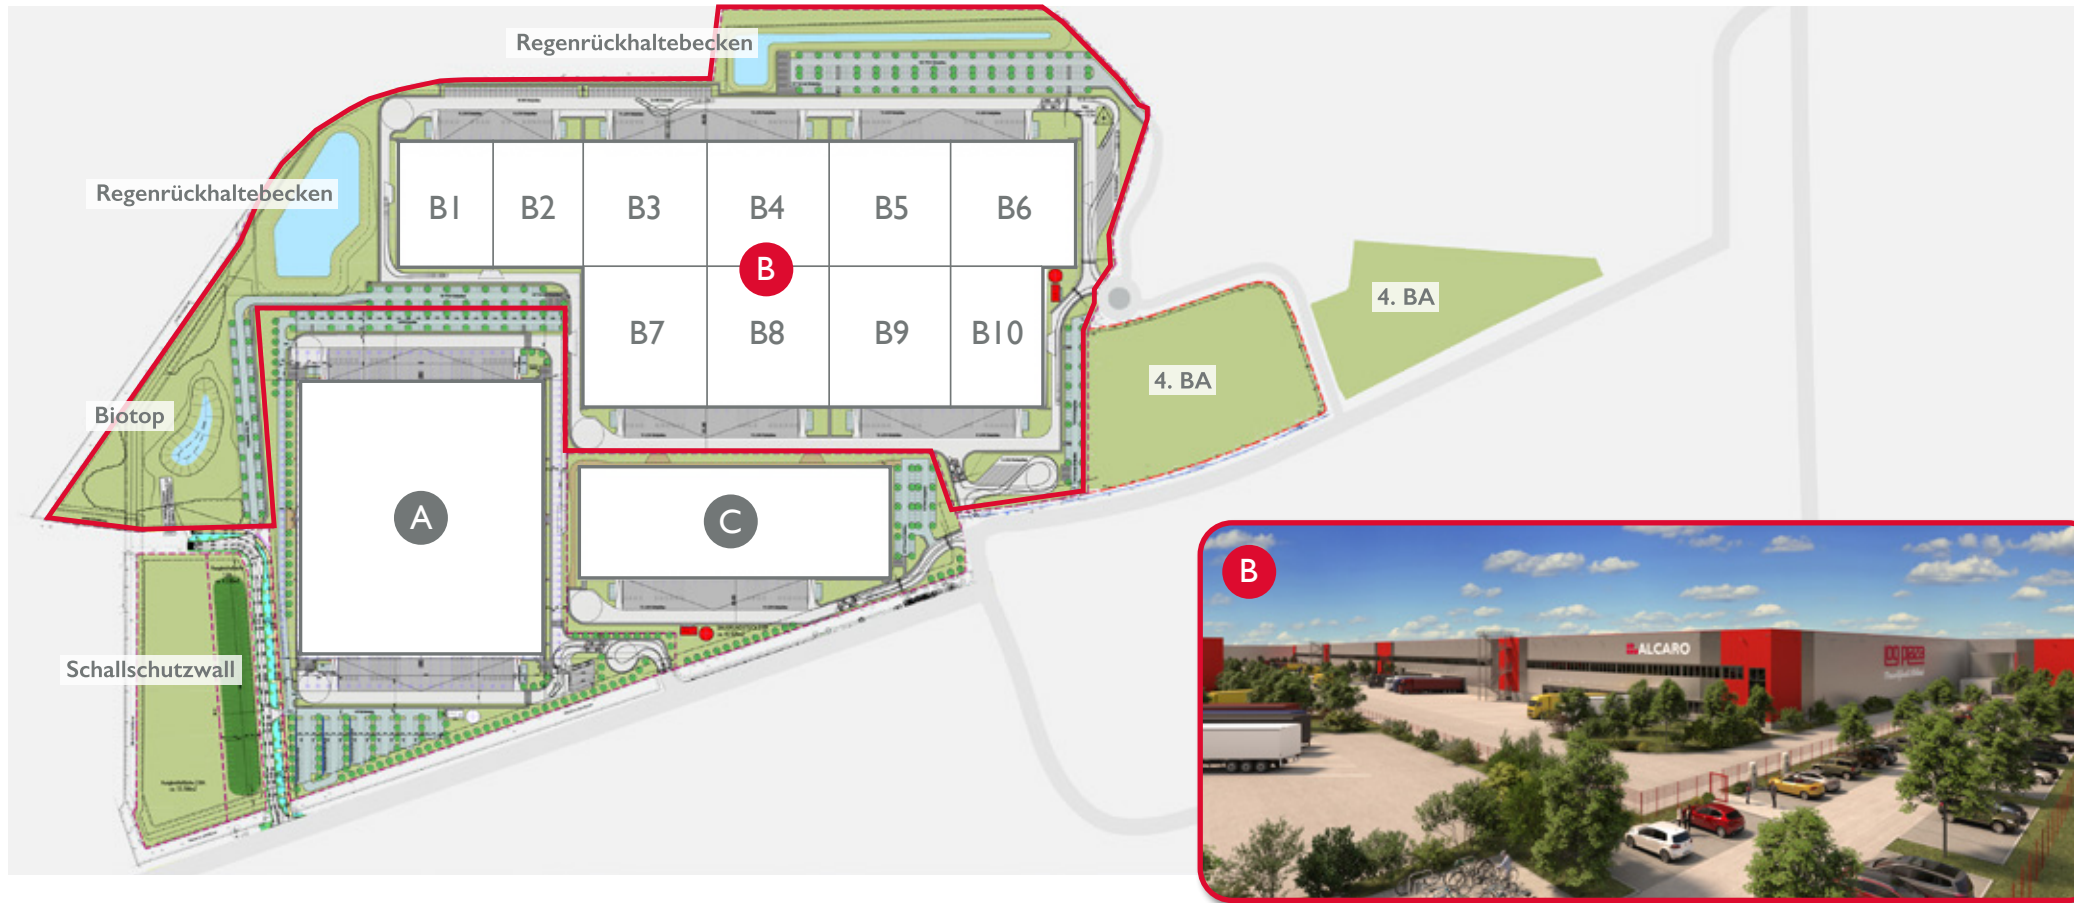 Regenrückhaltebecken
Regenrückhaltebecken
B1
B2
B3
B4
B5
B6
B
B7
B8
B9
B10
4. BA
4. BA
Biotop
A
C
Schallschutzwall
B
ALCARO